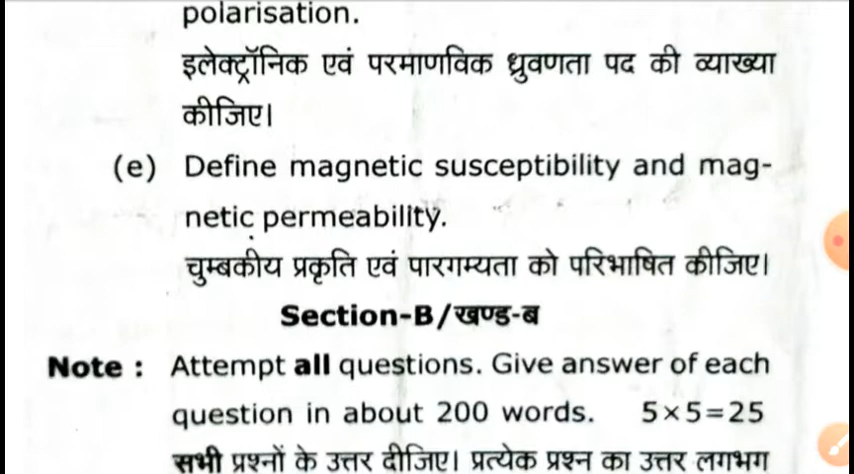 polarisation.
इलेक्ट्रॉनिक एवं परमाणविक ध्रुवणता पद की व्याख्या
कीजिए।
(e) Define magnetic susceptibility and mag-
netic permeability.
चुम्बकीय प्रकृति एवं पारगम्यता को परिभाषित कीजिए।
Section-B/खण्ड-ब
Note : Attempt all questions. Give answer of each
question in about 200 words. 5×5=25
सभी प्रश्नों के उत्तर दीजिए। प्रत्येक प्रश्न का उत्तर लगभग